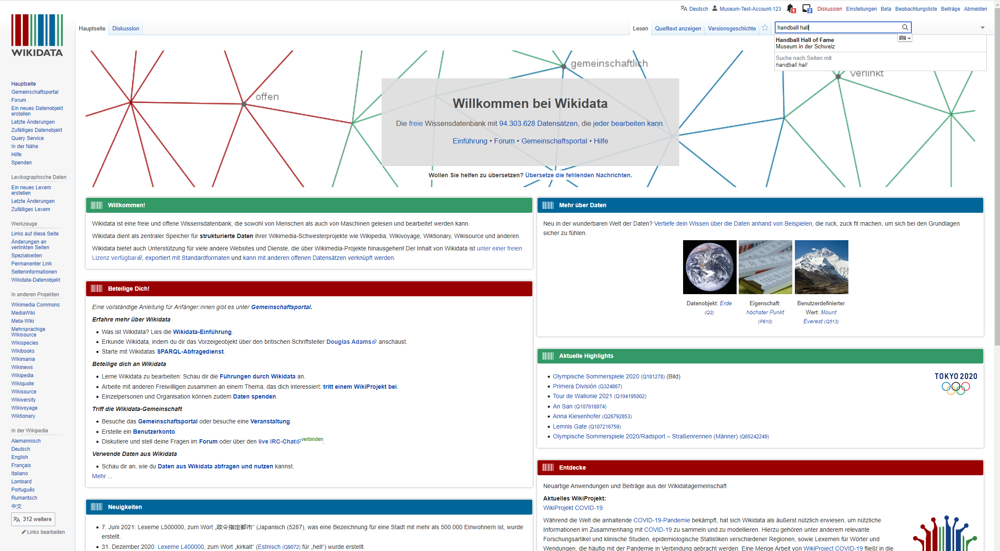 Deutsch Museum-Test-Account-123 1 2 Diskussion Einstellungen Beta Beobachtungsliste Beiträge Abmelden
WIKIDATA
Hauptseite Diskussion
Lesen Quelltext anzeigen Versionsgeschichte
handball hall
Handball Hall of Fame
Museum in der Schweiz
Suche nach Seiten mit
handball hall
Hauptseite
Gemeinschaftsportal
Forum
Ein neues Datenobjekt
erstellen
Letzte Änderungen
Zufälliges Datenobjekt
Query Service
In der Nähe
Hilfe
Spenden
Lexikographische Daten
Ein neues Lexem
erstellen
Letzte Änderungen
Zufälliges Lexem
Werkzeuge
Links auf diese Seite
Änderungen an
verlinkten Seiten
Spezialseiten
Permanenter Link
Seiteninformationen
Wikidata-Datenobjekt
In anderen Projekten
Wikimedia Commons
MediaWiki
Meta-Wiki
Mehrsprachige
Wikisource
Wikispecies
Wikibooks
Wikimania
Wikinews
Wikipedia
Wikiquote
Wikisource
Wikiversity
Wikivoyage
Wiktionary
In der Wikipedia
Alemannisch
Deutsch
English
Français
Italiano
Lombard
Português
Rumantsch
中文
312 weitere
Links bearbeiten
offen
gemeinschaftlich
verlinkt
Willkommen bei Wikidata
Die freie Wissensdatenbank mit 94.303.628 Datensätzen, die jeder bearbeiten kann.
Einführung • Forum • Gemeinschaftsportal • Hilfe
Wollen Sie helfen zu übersetzen? Übersetze die fehlenden Nachrichten.
Willkommen!
Wikidata ist eine freie und offene Wissensdatenbank, die sowohl von Menschen als auch von Maschinen gelesen und bearbeitet werden kann.
Wikidata dient als zentraler Speicher für strukturierte Daten ihrer Wikimedia-Schwesterprojekte wie Wikipedia, Wikivoyage, Wiktionary, Wikisource und anderen.
Wikidata bietet auch Unterstützung für viele andere Websites und Dienste, die über Wikimedia-Projekte hinausgehen! Der Inhalt von Wikidata ist unter einer freien
Lizenz verfügbar, exportiert mit Standardformaten und kann mit anderen offenen Datensätzen verknüpft werden.
Beteilige Dich!
Eine vollständige Anleitung für Anfänger:innen gibt es unter Gemeinschaftsportal.
Erfahre mehr über Wikidata
• Was ist Wikidata? Lies die Wikidata-Einführung.
• Erkunde Wikidata, indem du dir das Vorzeigeobjekt über den britischen Schriftsteller Douglas Adams anschaust.
• Starte mit Wikidatas SPARQL-Abfragedienst.
Beteilige dich an Wikidata
• Lerne Wikidata zu bearbeiten: Schau dir die Führungen durch Wikidata an.
• Arbeite mit anderen Freiwilligen zusammen an einem Thema, das dich interessiert: tritt einem WikiProjekt bei.
• Einzelpersonen und Organisation können zudem Daten spenden.
Triff die Wikidata-Gemeinschaft
• Besuche das Gemeinschaftsportal oder besuche eine Veranstaltung.
• Erstelle ein Benutzerkonto.
• Diskutiere und stell deine Fragen im Forum oder über den live IRC-Chat verbinden.
Verwende Daten aus Wikidata
• Schau dir an, wie du Daten aus Wikidata abfragen und nutzen kannst.
Mehr ...
Neuigkeiten
• 7. Juni 2021: Lexeme L500000, zum Wort „政令指定都市“ (Japanisch (5287), was eine Bezeichnung für eine Stadt mit mehr als 500.000 Einwohnern ist, wurde
erstellt.
• 31. Dezember 2020: Lexeme L400000, zum Wort „kirkalt“ (Estnisch (Q9072) für „hell“) wurde erstellt.
Mehr über Daten
Neu in der wunderbaren Welt der Daten? Vertiefe dein Wissen über die Daten anhand von Beispielen, die ruck, zuck fit machen, um sich bei den Grundlagen
sicher zu fühlen.
Datenobjekt: Erde
(Q2)
Eigenschaft:
höchster Punkt
(P610)
Benutzerdefinierter
Wert: Mount
Everest (Q513)
Aktuelle Highlights
• Olympische Sommerspiele 2020 (Q181278) (Bild)
• Primera División (Q324867)
• Tour de Wallonie 2021 (Q104195002)
• An San (Q107618974)
• Anna Kiesenhofer (Q26792853)
• Lemnis Gate (Q107216759)
• Olympische Sommerspiele 2020/Radsport – Straßenrennen (Männer) (Q65242249)
TOKYO 2020
Entdecke
Neuartige Anwendungen und Beiträge aus der Wikidatagemeinschaft
Aktuelles WikiProjekt:
WikiProjekt COVID-19.
Während die Welt die anhaltende COVID-19-Pandemie bekämpft, hat sich Wikidata als äußerst nützlich erwiesen, um nützliche
Informationen im Zusammenhang mit COVID-19 zu sammeln und zu modellieren. Hierzu gehören unter anderem relevante
Forschungsartikel und klinische Studien, epidemiologische Statistiken verschiedener Regionen, sowie Lexemen für Wörter und
Wendungen, die häufig mit der Pandemie in Verbindung gebracht werden. Eine Menge Arbeit von WikiProject COVID-19 fließt in die